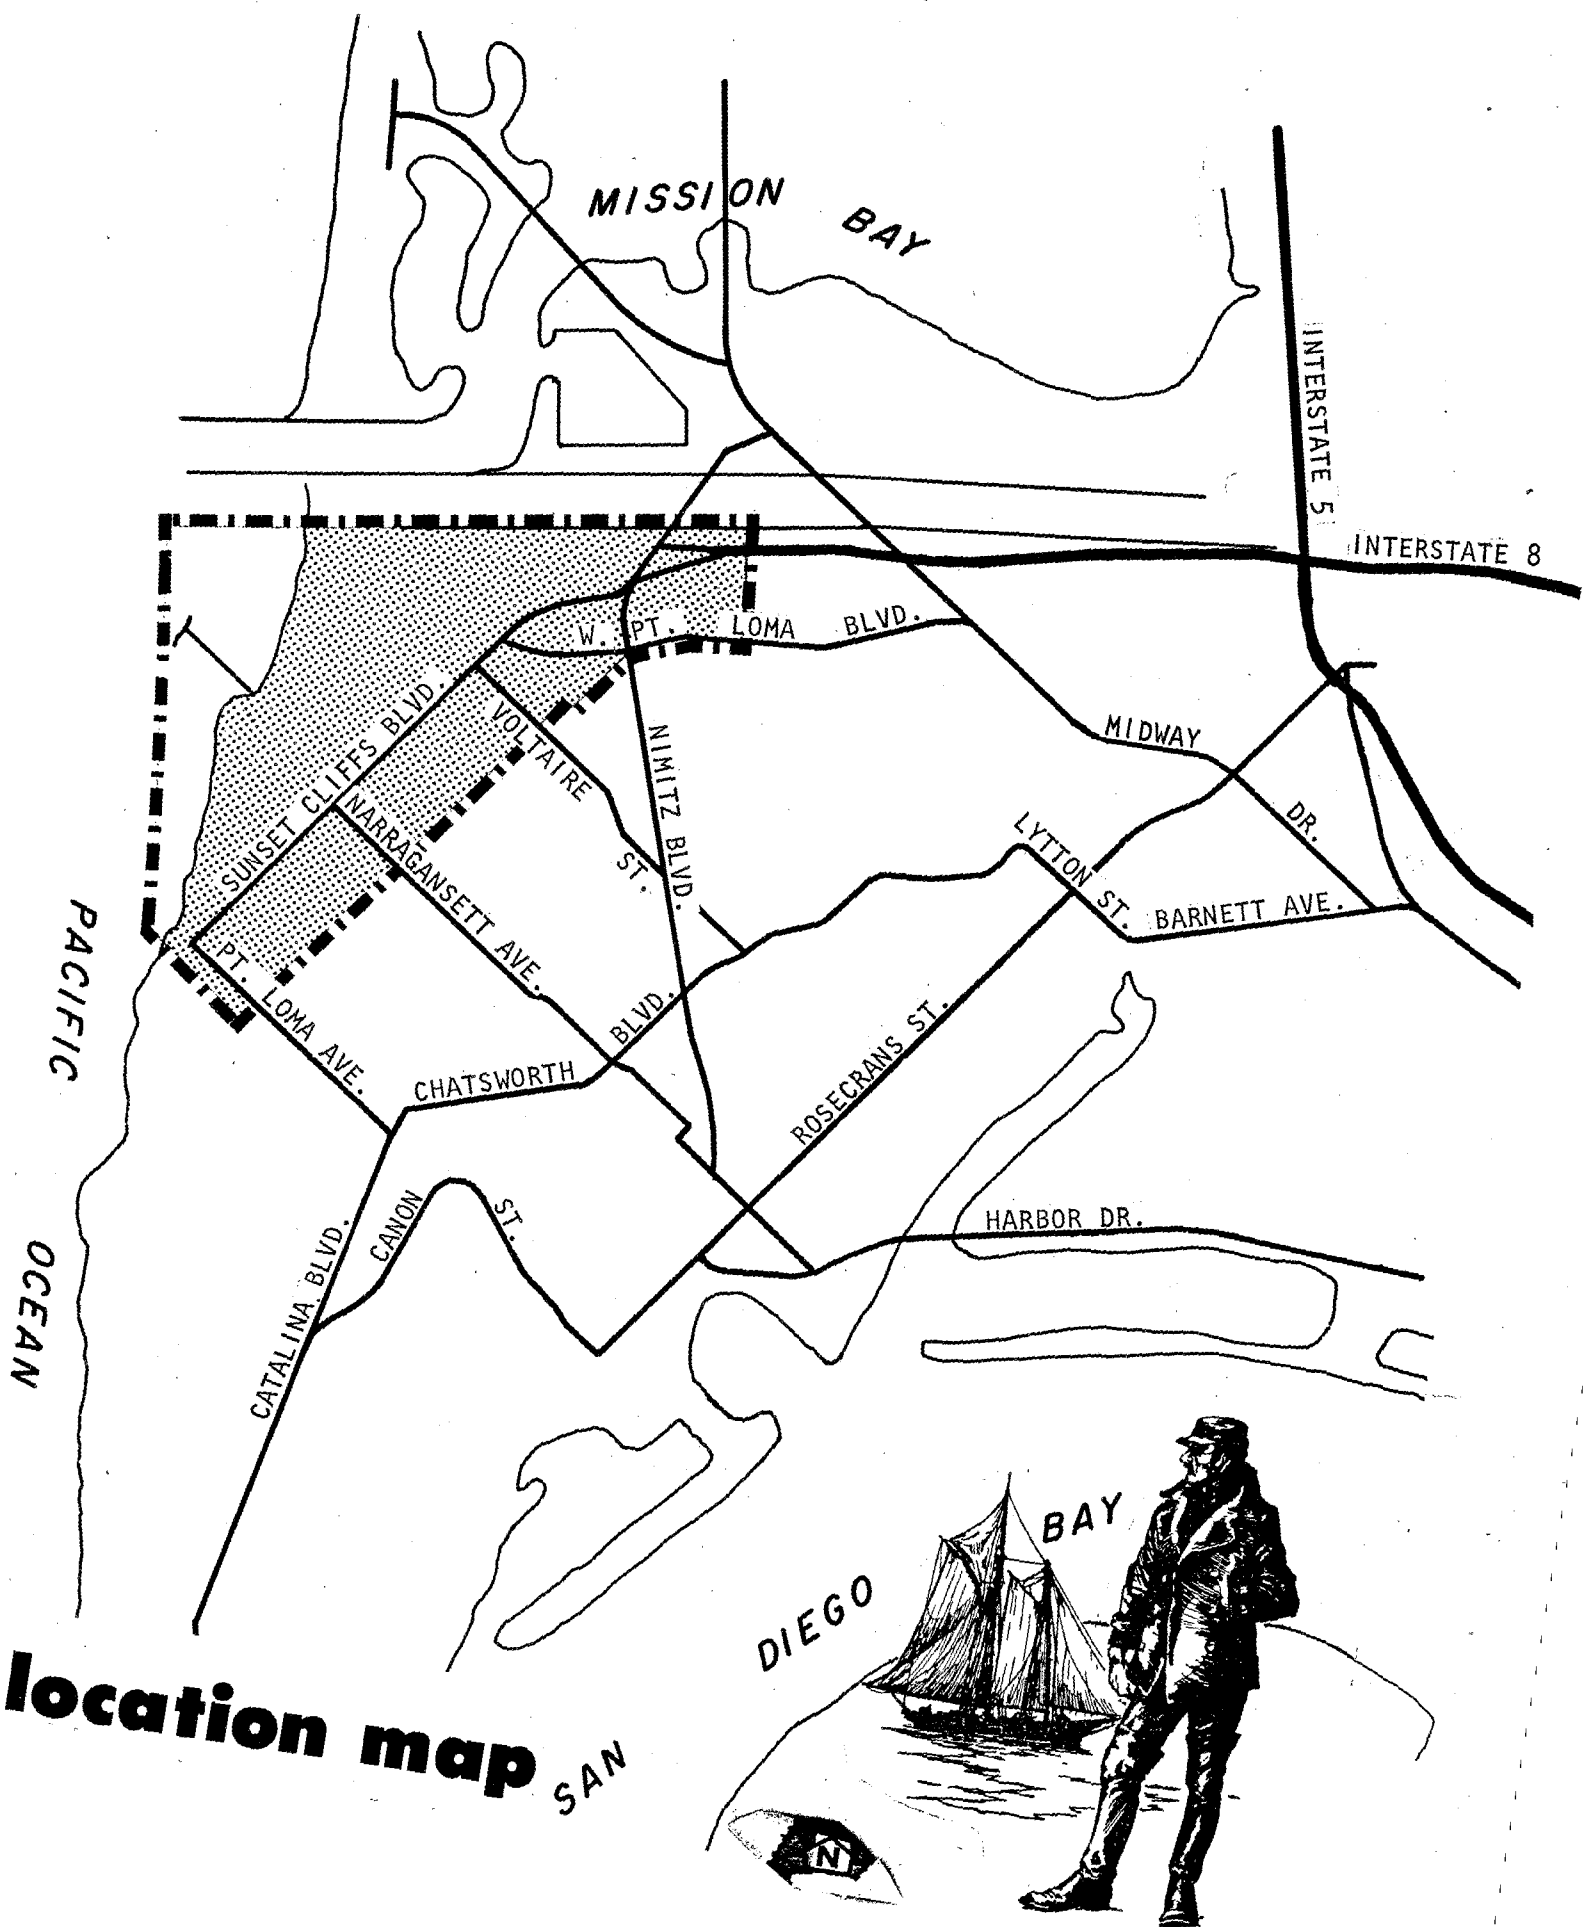 MISSION
BAY
INTERSTATE 5
INTERSTATE 8
W. PT. LOMA BLVD.
SUNSET CLIFFS BLVD.
VOLTAIRE ST.
NIMITZ BLVD.
MIDWAY DR.
NARRAGANSETT AVE.
LYTTON ST.
BARNETT AVE.
PT. LOMA AVE.
PACIFIC
OCEAN
CHATSWORTH BLVD.
ROSECRANS ST.
CANON ST.
CATALINA BLVD.
HARBOR DR.
SAN
DIEGO
BAY
location map
N